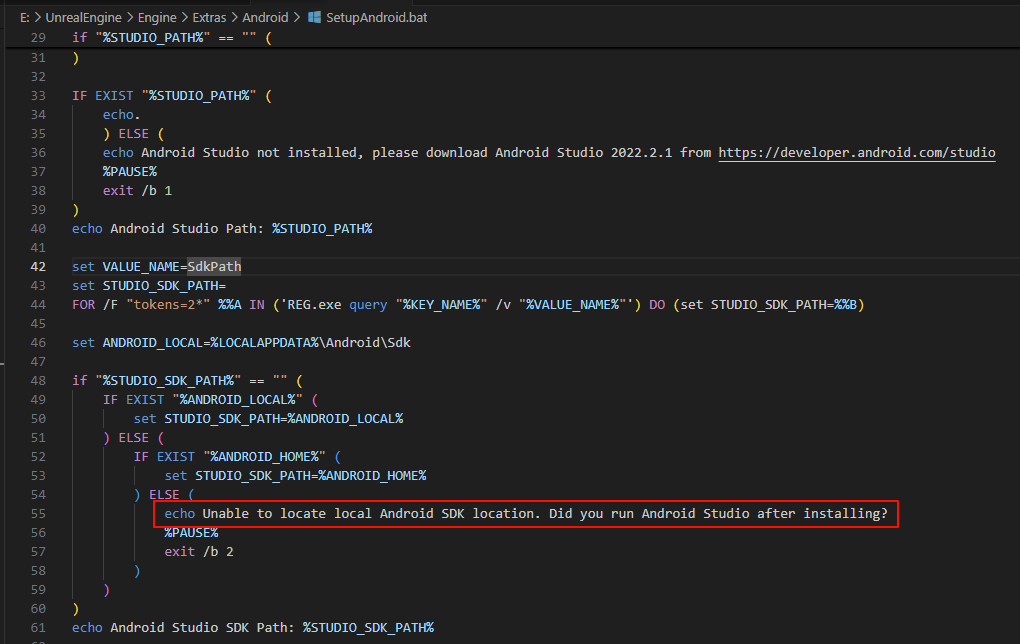 E: > UnrealEngine > Engine > Extras > Android > SetupAndroid.bat
29 if "%STUDIO_PATH%" == "" (
31 )
32
33 IF EXIST "%STUDIO_PATH%" (
34 echo.
35 ) ELSE (
36 echo Android Studio not installed, please download Android Studio 2022.2.1 from https://developer.android.com/studio
37 %PAUSE%
38 exit /b 1
39 )
40 echo Android Studio Path: %STUDIO_PATH%
41
42 set VALUE_NAME=SdkPath
43 set STUDIO_SDK_PATH=
44 FOR /F "tokens=2*" %%A IN ('REG.exe query "%KEY_NAME%" /v "%VALUE_NAME%"') DO (set STUDIO_SDK_PATH=%%B)
45
46 set ANDROID_LOCAL=%LOCALAPPDATA%\Android\Sdk
47
48 if "%STUDIO_SDK_PATH%" == "" (
49 IF EXIST "%ANDROID_LOCAL%" (
50 set STUDIO_SDK_PATH=%ANDROID_LOCAL%
51 ) ELSE (
52 IF EXIST "%ANDROID_HOME%" (
53 set STUDIO_SDK_PATH=%ANDROID_HOME%
54 ) ELSE (
55 echo Unable to locate local Android SDK location. Did you run Android Studio after installing?
56 %PAUSE%
57 exit /b 2
58 )
59 )
60 )
61 echo Android Studio SDK Path: %STUDIO_SDK_PATH%